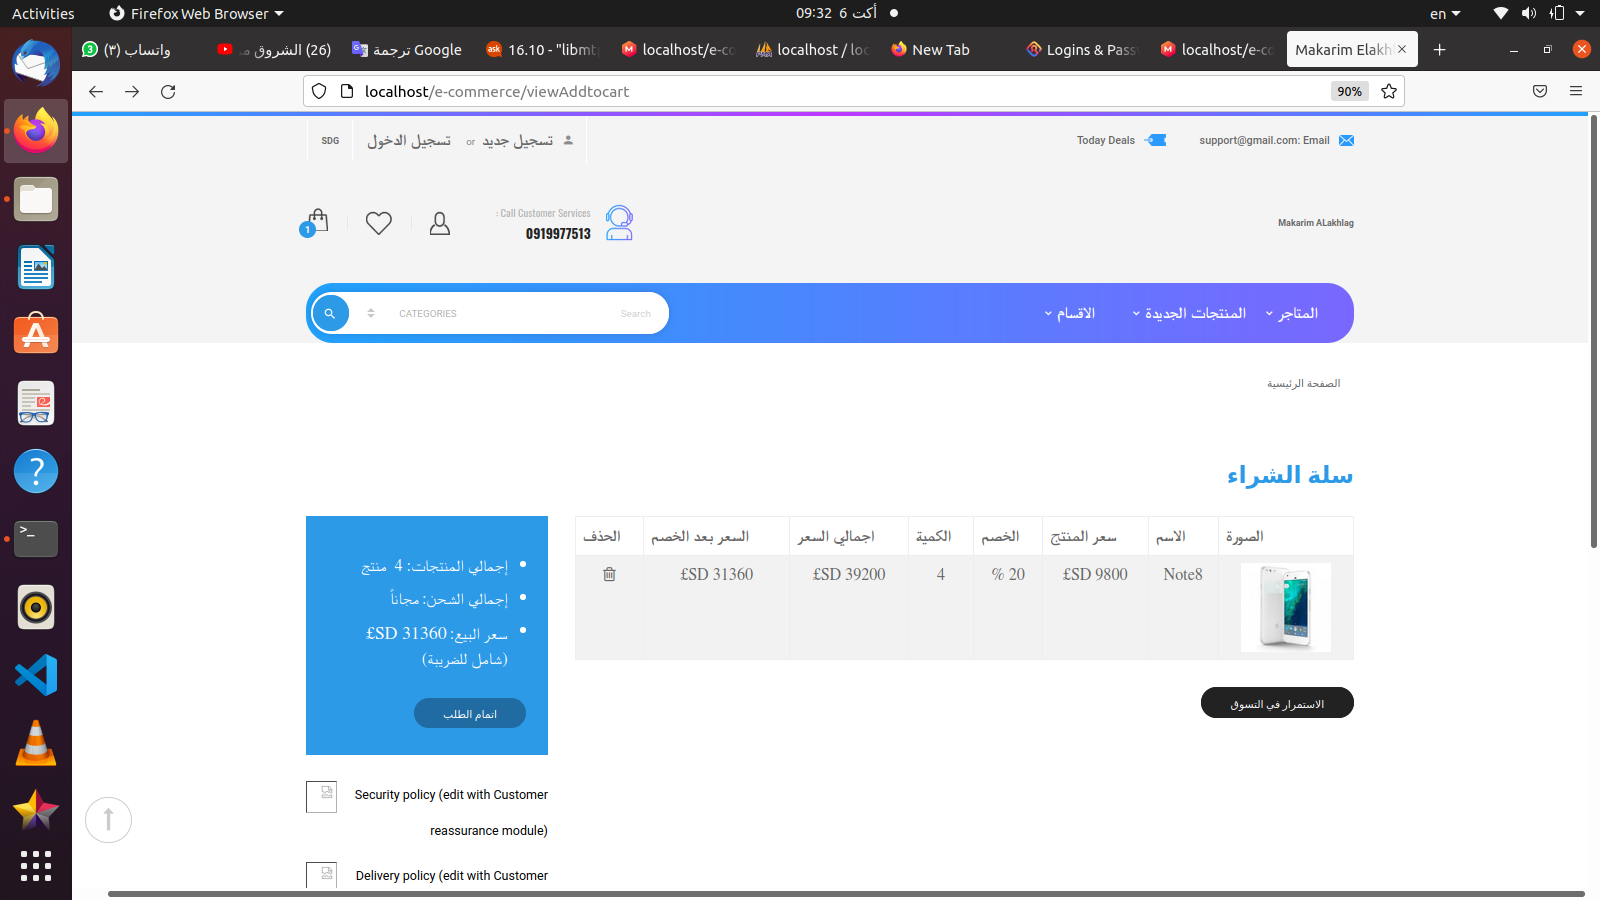 Activities
Firefox Web Browser
09:32 6 أكت
en
واتساب (٣)
(26) الشروق
ترجمة Google
16.10 - "libmt
localhost/e-co
localhost / loc
New Tab
Logins & Pass
localhost/e-c
Makarim Elakh
localhost/e-commerce/viewAddtocart
90%
SDG
تسجيل الدخول
or
تسجيل جديد
Today Deals
support@gmail.com: Email
1
: Call Customer Services
0919977513
Makarim ALakhlag
CATEGORIES
Search
المتاجر
المنتجات الجديدة
الاقسام
الصفحة الرئيسية
سلة الشراء
الصورة
الاسم
سعر المنتج
الخصم
الكمية
اجمالي السعر
السعر بعد الخصم
الحذف
Note8
£SD 9800
% 20
4
£SD 39200
£SD 31360
الاستمرار في التسوق
إجمالي المنتجات: 4 منتج
إجمالي الشحن: مجاناً
سعر البيع: £SD 31360
(شامل للضريبة)
اتمام الطلب
Security policy (edit with Customer
reassurance module)
Delivery policy (edit with Customer